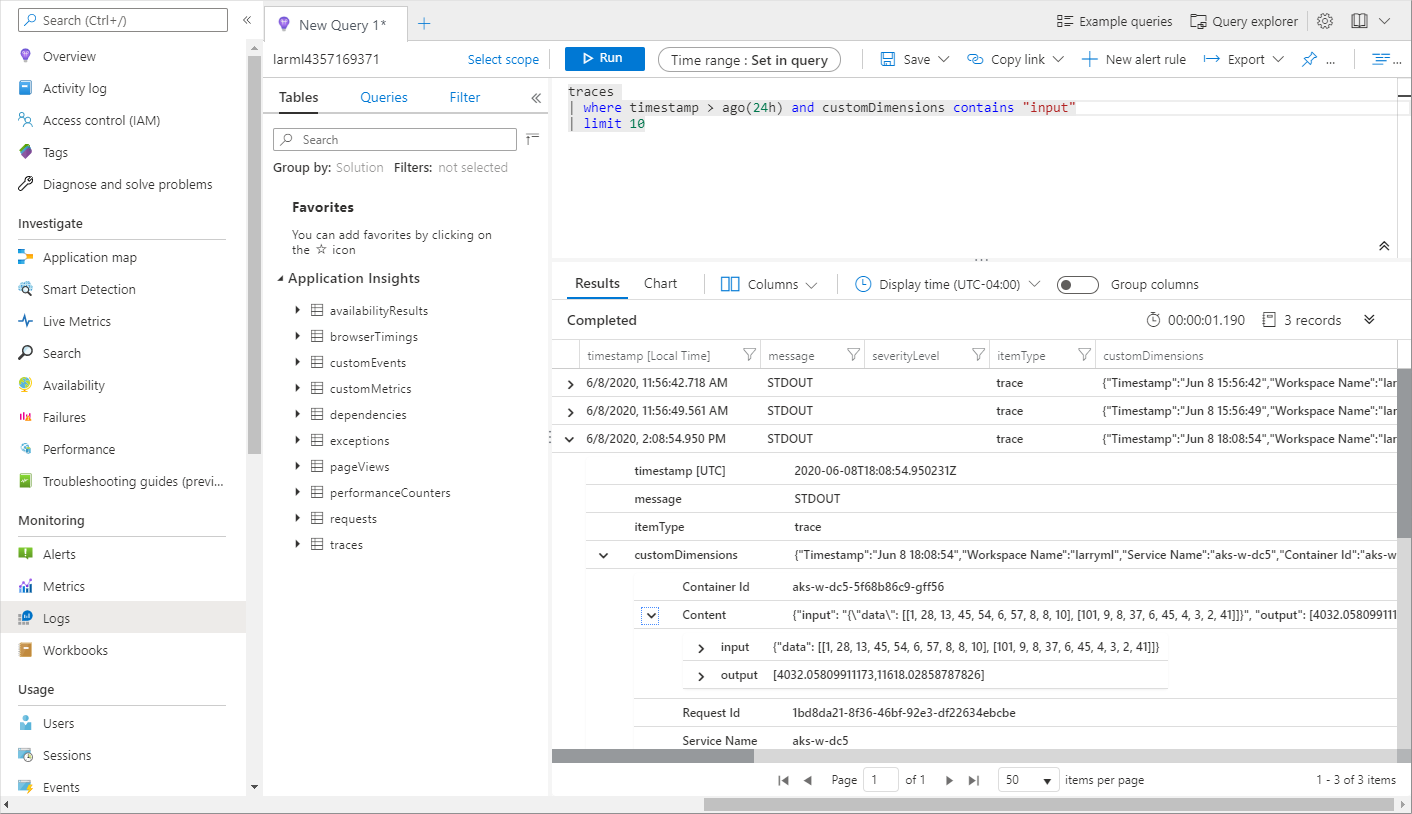 Search (Ctrl+/)
«
Overview
Activity log
Access control (IAM)
Tags
Diagnose and solve problems
Investigate
Application map
Smart Detection
Live Metrics
Search
Availability
Failures
Performance
Troubleshooting guides (previ...
Monitoring
Alerts
Metrics
Logs
Workbooks
Usage
Users
Sessions
Events
New Query 1*
Example queries
Query explorer
larml4357169371
Select scope
Run
Time range : Set in query
Save
Copy link
New alert rule
Export
...
...
Tables
Queries
Filter
«
Search
Group by: Solution Filters: not selected
Favorites
You can add favorites by clicking on
the ☆ icon
Application Insights
availabilityResults
browserTimings
customEvents
customMetrics
dependencies
exceptions
pageViews
performanceCounters
requests
traces
traces
| where timestamp > ago(24h) and customDimensions contains "input"
| limit 10
Results
Chart
Columns
Display time (UTC-04:00)
Group columns
Completed
00:00:01.190
3 records
timestamp [Local Time] message severityLevel itemType customDimensions
6/8/2020, 11:56:42.718 AM STDOUT trace {"Timestamp":"Jun 8 15:56:42","Workspace Name":"lar
6/8/2020, 11:56:49.561 AM STDOUT trace {"Timestamp":"Jun 8 15:56:49","Workspace Name":"lar
6/8/2020, 2:08:54.950 PM STDOUT trace {"Timestamp":"Jun 8 18:08:54","Workspace Name":"lar
timestamp [UTC] 2020-06-08T18:08:54.950231Z
message STDOUT
itemType trace
customDimensions {"Timestamp":"Jun 8 18:08:54","Workspace Name":"larryml","Service Name":"aks-w-dc5","Container Id":"aks-w
Container Id aks-w-dc5-5f68b86c9-gff56
Content {"input": "{\"data\": [[1, 28, 13, 45, 54, 6, 57, 8, 8, 10], [101, 9, 8, 37, 6, 45, 4, 3, 2, 41]]}", "output": [4032.058099111
input {"data": [[1, 28, 13, 45, 54, 6, 57, 8, 8, 10], [101, 9, 8, 37, 6, 45, 4, 3, 2, 41]]}
output [4032.05809911173,11618.02858787826]
Request Id 1bd8da21-8f36-46bf-92e3-df22634ebcbe
Service Name aks-w-dc5
Page 1 of 1 50 items per page 1 - 3 of 3 items